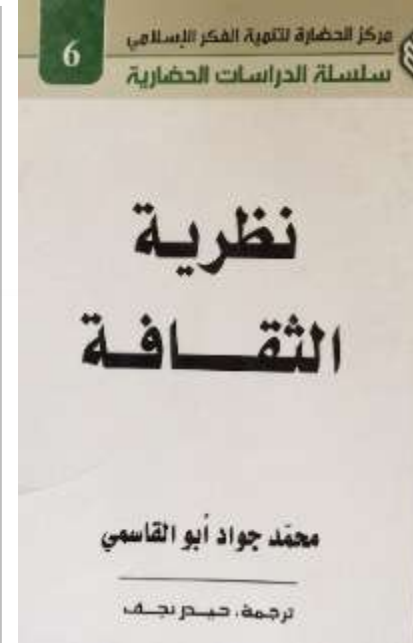 6
مركز الحضارة لتنمية الفكر الإسلامي
سلسلة الدراسات الحضارية
نظرية
الثقافة
محمّد جواد أبو القاسمي
ترجمة: حيدر نجف